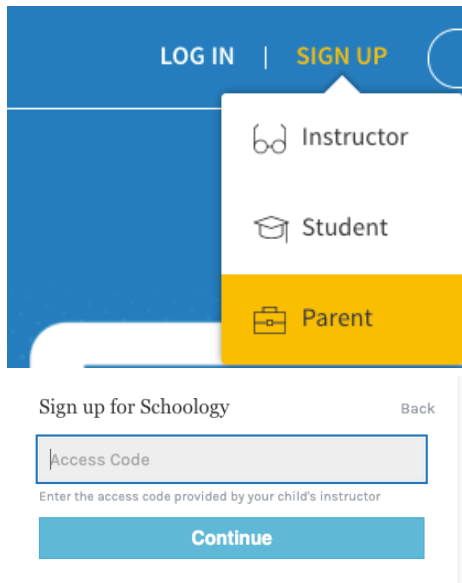 LOG IN | SIGN UP
Instructor
Student
Parent
Sign up for Schoology Back
Access Code
Enter the access code provided by your child's instructor
Continue